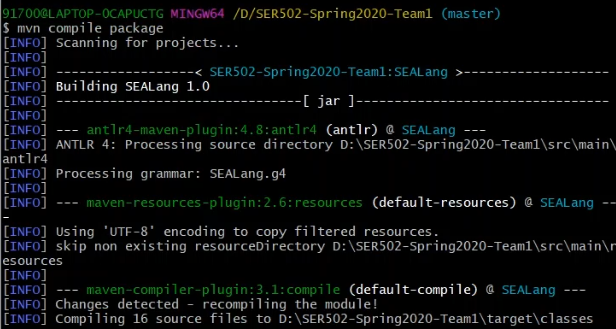 91700@LAPTOP-OCAPUCTG MINGW64 /D/SER502-Spring2020-Team1 (master)
$ mvn compile package
[INFO] Scanning for projects...
[INFO]
[INFO] ------------------< SER502-Spring2020-Team1:SEALang >-------------------
[INFO] Building SEALang 1.0
[INFO] --------------------------------[ jar ]---------------------------------
[INFO]
[INFO] --- antlr4-maven-plugin:4.8:antlr4 (antlr) @ SEALang ---
[INFO] ANTLR 4: Processing source directory D:\SER502-Spring2020-Team1\src\main\
antlr4
[INFO] Processing grammar: SEALang.g4
[INFO]
[INFO] --- maven-resources-plugin:2.6:resources (default-resources) @ SEALang --
-
[INFO] Using 'UTF-8' encoding to copy filtered resources.
[INFO] skip non existing resourceDirectory D:\SER502-Spring2020-Team1\src\main\r
esources
[INFO]
[INFO] --- maven-compiler-plugin:3.1:compile (default-compile) @ SEALang ---
[INFO] Changes detected - recompiling the module!
[INFO] Compiling 16 source files to D:\SER502-Spring2020-Team1\target\classes